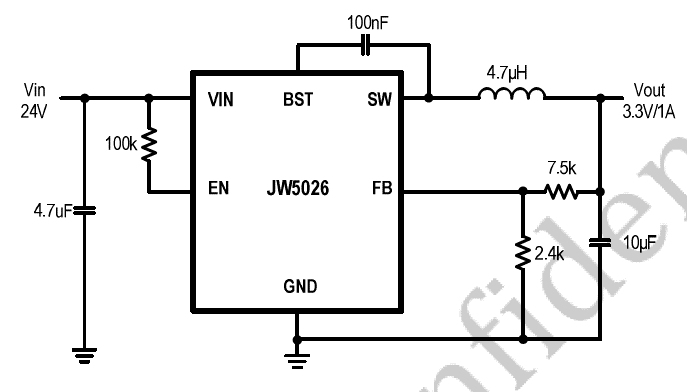 100nF
Vin
24V
VIN
BST
SW
4.7µH
Vout
3.3V/1A
100k
EN
JW5026
FB
7.5k
4.7uF
2.4k
10µF
GND